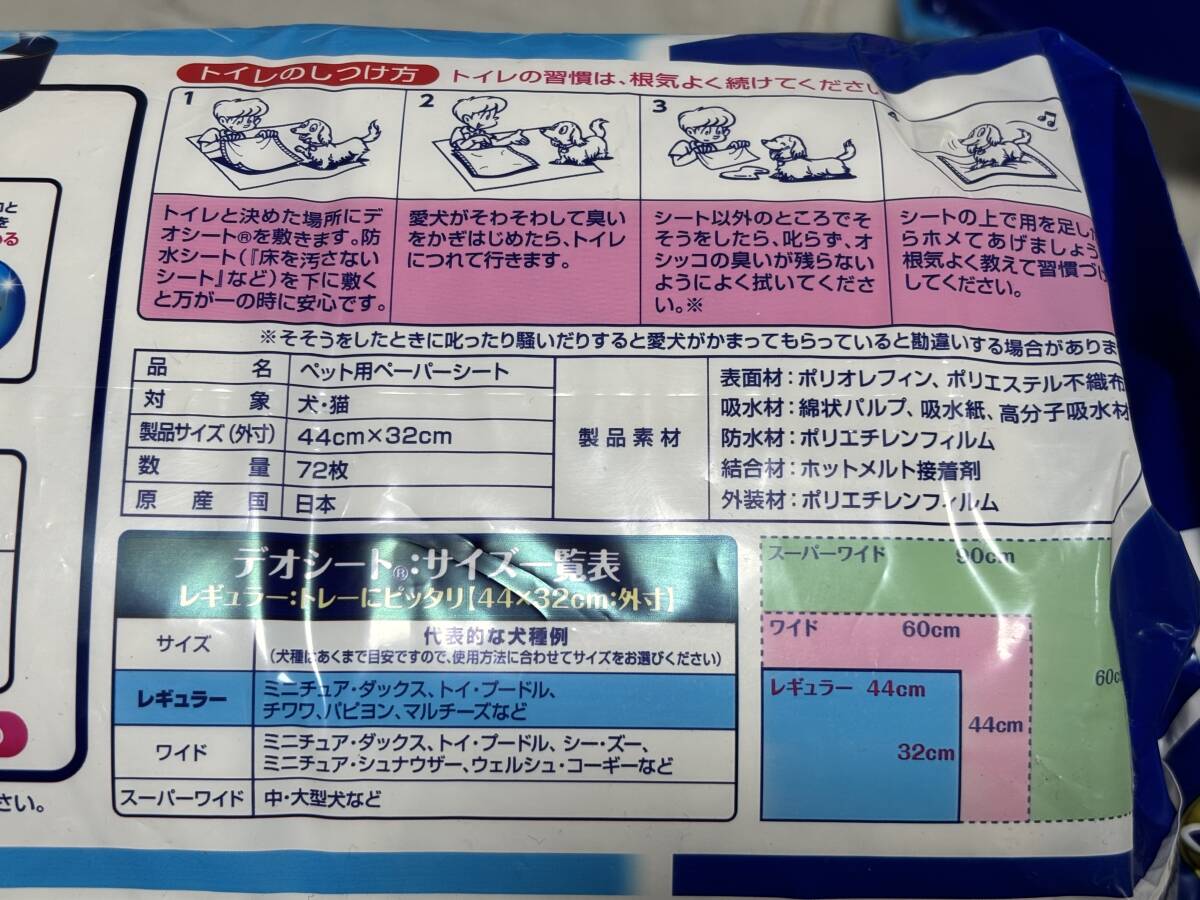 トイレのしつけ方
トイレの習慣は、根気よく続けてください
1
トイレと決めた場所にデ
オシート®を敷きます。防
水シート(『床を汚さない
シート』など)を下に敷く
と万が一の時に安心です。
2
愛犬がそわそわして臭い
をかぎはじめたら、トイレ
につれて行きます。
3
シート以外のところでそ
そうをしたら、叱らず、オ
シッコの臭いが残らない
ようによく拭いてくださ
い。※
シートの上で用を足した
らホメてあげましょう
根気よく教えて習慣づけ
してください。
※そそうをしたときに叱ったり騒いだりすると愛犬がかまってもらっていると勘違いする場合がありま
品名 ペット用ペーパーシート
対象 犬・猫
製品サイズ(外寸) 44cm×32cm
数量 72枚
原産国 日本
製品素材
表面材:ポリオレフィン、ポリエステル不織布
吸水材:綿状パルプ、吸水紙、高分子吸水材
防水材:ポリエチレンフィルム
結合材:ホットメルト接着剤
外装材:ポリエチレンフィルム
デオシート®:サイズ一覧表
レギュラー:トレーにピッタリ【44×32cm:外寸】
サイズ
代表的な犬種例
(犬種はあくまで目安ですので、使用方法に合わせてサイズをお選びください)
レギュラー
ミニチュア・ダックス、トイ・プードル、
チワワ、パピヨン、マルチーズなど
ワイド
ミニチュア・ダックス、トイ・プードル、シー・ズー、
ミニチュア・シュナウザー、ウェルシュ・コーギーなど
スーパーワイド
中・大型犬など
スーパーワイド 90cm
60c
ワイド 60cm
44cm
レギュラー 44cm
32cm
と
を
る
さい。